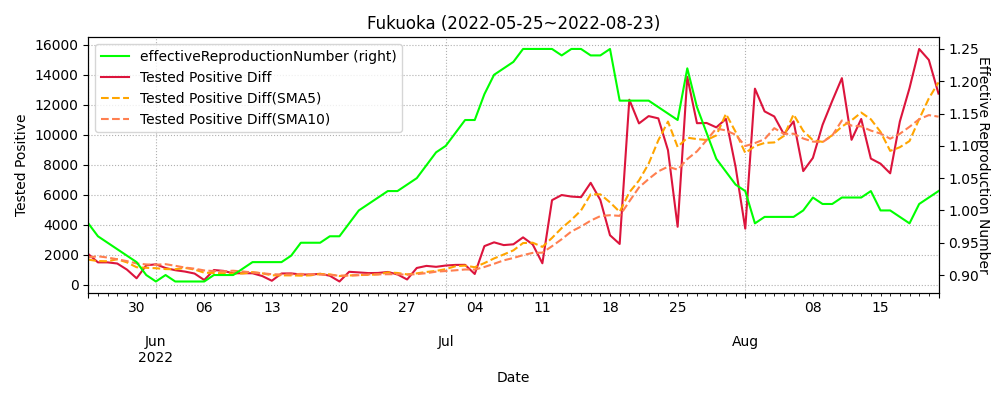 Fukuoka (2022-05-25~2022-08-23)
effectiveReproductionNumber (right)
Tested Positive Diff
Tested Positive Diff(SMA5)
Tested Positive Diff(SMA10)
Tested Positive
16000
14000
12000
10000
8000
6000
4000
2000
0
1.25
1.20
1.15
1.10
1.05
1.00
0.95
0.90
Effective Reproduction Number
30 06 13 20 27 04 11 18 25 08 15
Jun Jul Aug
2022
Date